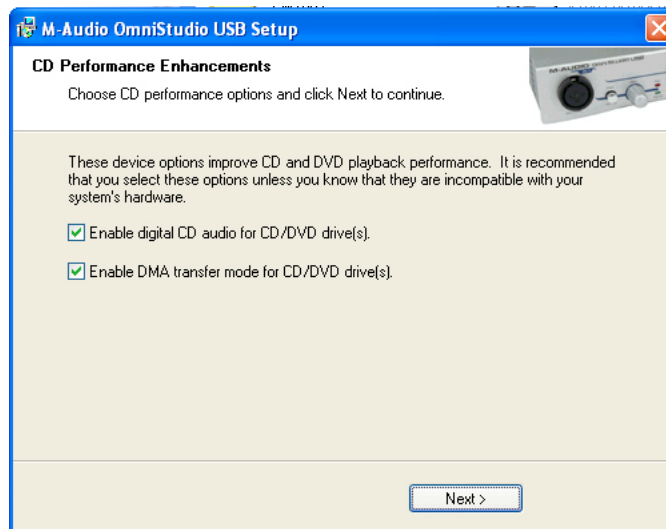 M-Audio OmniStudio USB Setup
CD Performance Enhancements
Choose CD performance options and click Next to continue.
M-AUDIO
These device options improve CD and DVD playback performance. It is recommended
that you select these options unless you know that they are incompatible with your
system's hardware.
Enable digital CD audio for CD/DVD drive(s).
Enable DMA transfer mode for CD/DVD drive(s).
Next >